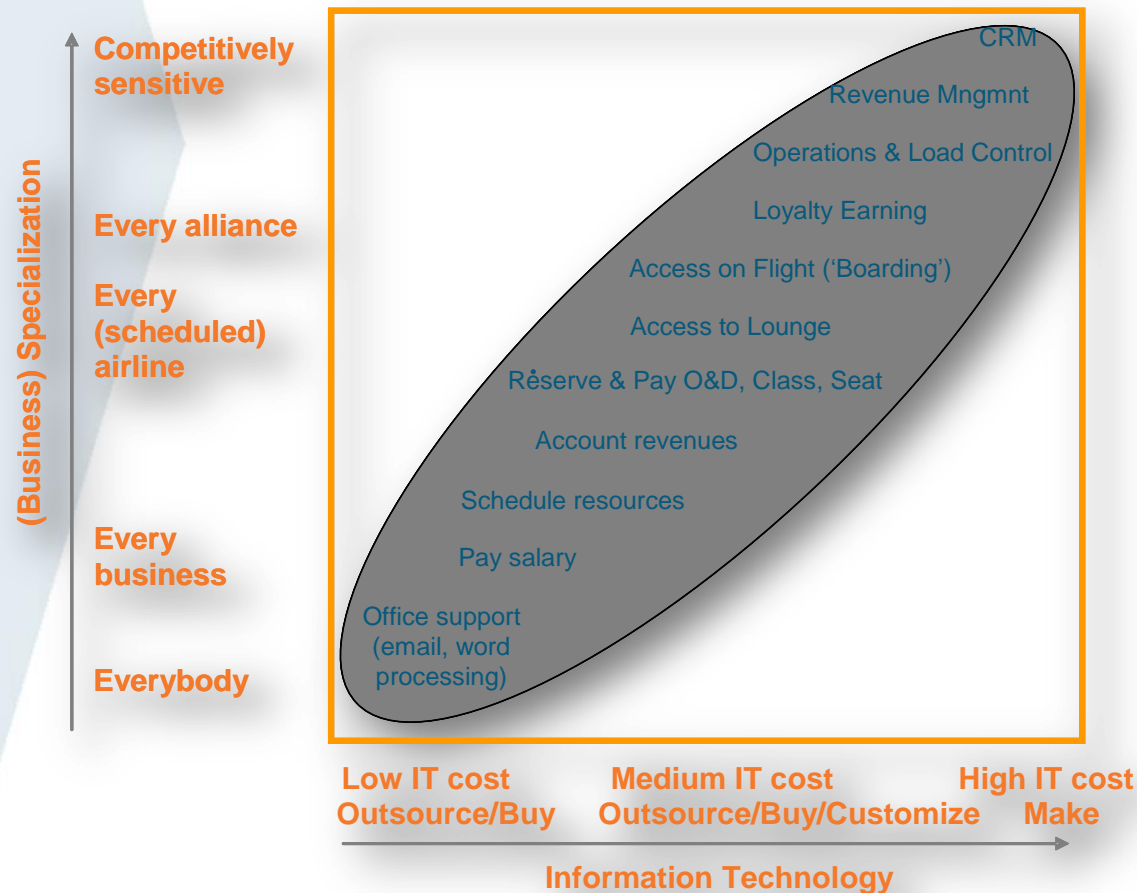 (Business) Specialization
Competitively
sensitive
Every alliance
Every
(scheduled)
airline
Every
business
Everybody
CRM
Revenue Mngmnt
Operations & Load Control
Loyalty Earning
Access on Flight (‘Boarding’)
Access to Lounge
Reserve & Pay O&D, Class, Seat
Account revenues
Schedule resources
Pay salary
Office support
(email, word
processing)
Low IT cost
Outsource/Buy
Medium IT cost
Outsource/Buy/Customize
High IT cost
Make
Information Technology